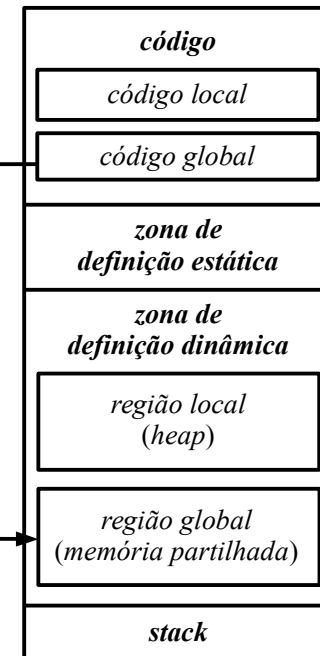 código
código local
código global
zona de
definição estática
zona de
definição dinâmica
região local
(heap)
região global
(memória partilhada)
stack